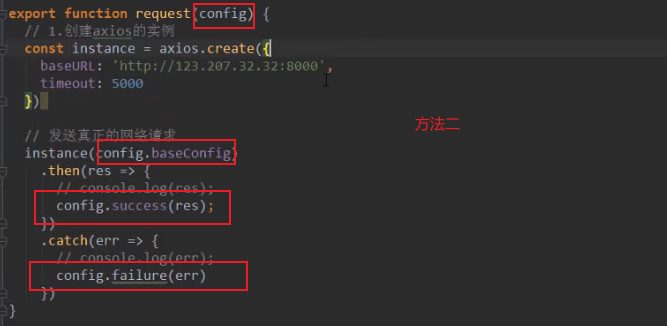 export function request(config) {
// 1.创建axios的实例
const instance = axios.create({
baseURL: 'http://123.207.32.32:8000',
timeout: 5000
})
方法二
// 发送真正的网络请求
instance(config.baseConfig)
.then(res => {
// console.log(res);
config.success(res);
})
.catch(err => {
// console.log(err);
config.failure(err)
})
}